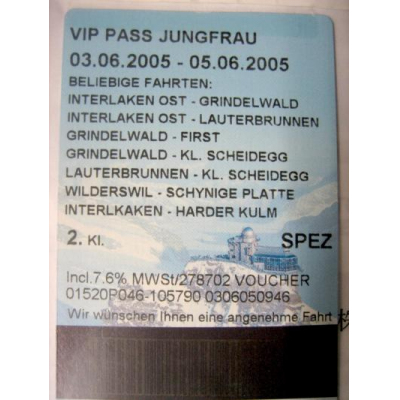 VIP PASS JUNGFRAU
03.06.2005 - 05.06.2005
BELIEBIGE FAHRTEN:
INTERLAKEN OST - GRINDELWALD
INTERLAKEN OST - LAUTERBRUNNEN
GRINDELWALD - FIRST
GRINDELWALD - KL. SCHEIDEGG
LAUTERBRUNNEN - KL. SCHEIDEGG
WILDERSWIL - SCHYNIGE PLATTE
INTERLKAKEN - HARDER KULM
2. Kl. SPEZ
Incl.7.6% MWSt/278702 VOUCHER
01520P046-105790 0306050946
Wir wünschen Ihnen eine angenehme Fahrt